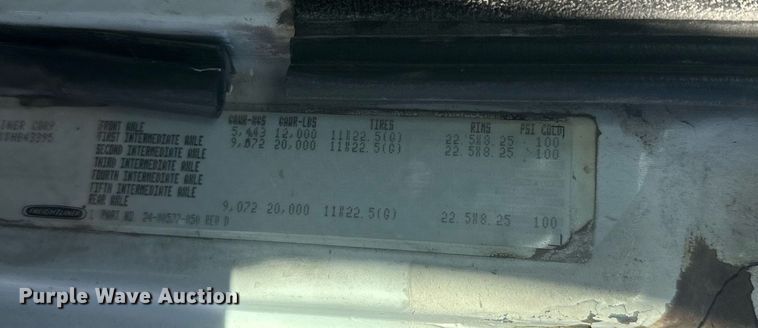 GAWR-KGS GAWR-LBS TIRES RIMS PSI COLD
FRONT AXLE 5,443 12,000 11R22.5(G) 22.5X8.25 100
FIRST INTERMEDIATE AXLE 9,072 20,000 11R22.5(G) 22.5X8.25 100
SECOND INTERMEDIATE AXLE
THIRD INTERMEDIATE AXLE
FOURTH INTERMEDIATE AXLE
FIFTH INTERMEDIATE AXLE
REAR AXLE 9,072 20,000 11R22.5(G) 22.5X8.25 100
FREIGHTLINER
PART NO REV D
Purple Wave Auction